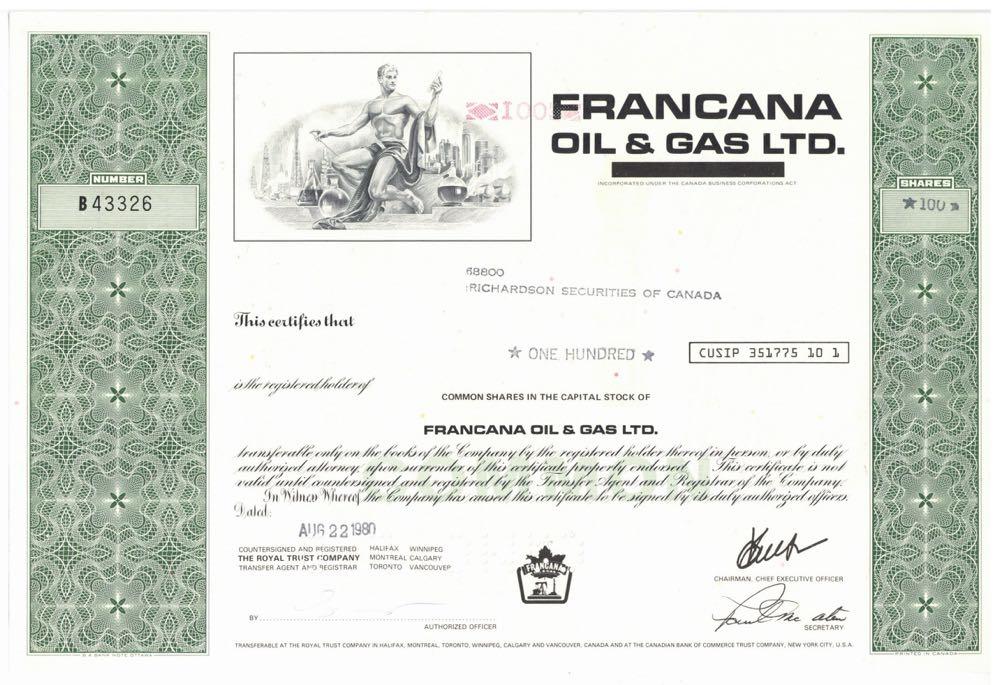 FRANCANA
OIL & GAS LTD.
INCORPORATED UNDER THE CANADA BUSINESS CORPORATIONS ACT
NUMBER
B 43326
SHARES
★100★
68800
RICHARDSON SECURITIES OF CANADA
This certifies that
★ ONE HUNDRED ★
CUSIP 351775 10 1
is the registered holder of
COMMON SHARES IN THE CAPITAL STOCK OF
FRANCANA OIL & GAS LTD.
transferable only on the books of the Company by the registered holder thereof in person, or by duly
authorized attorney, upon surrender of this certificate properly endorsed. This certificate is not
valid until countersigned and registered by the Transfer Agent and Registrar of the Company.
In Witness Whereof the Company has caused this certificate to be signed by its duly authorized officers.
Dated:
AUG 22 1980
COUNTERSIGNED AND REGISTERED
THE ROYAL TRUST COMPANY
TRANSFER AGENT AND REGISTRAR
HALIFAX WINNIPEG
MONTREAL CALGARY
TORONTO VANCOUVER
FRANCANA
CHAIRMAN, CHIEF EXECUTIVE OFFICER
BY
AUTHORIZED OFFICER
SECRETARY
TRANSFERABLE AT THE ROYAL TRUST COMPANY IN HALIFAX, MONTREAL, TORONTO, WINNIPEG, CALGARY AND VANCOUVER, CANADA AND AT THE CANADIAN BANK OF COMMERCE TRUST COMPANY, NEW YORK CITY, U.S.A.
B A BANK NOTE OTTAWA
PRINTED IN CANADA